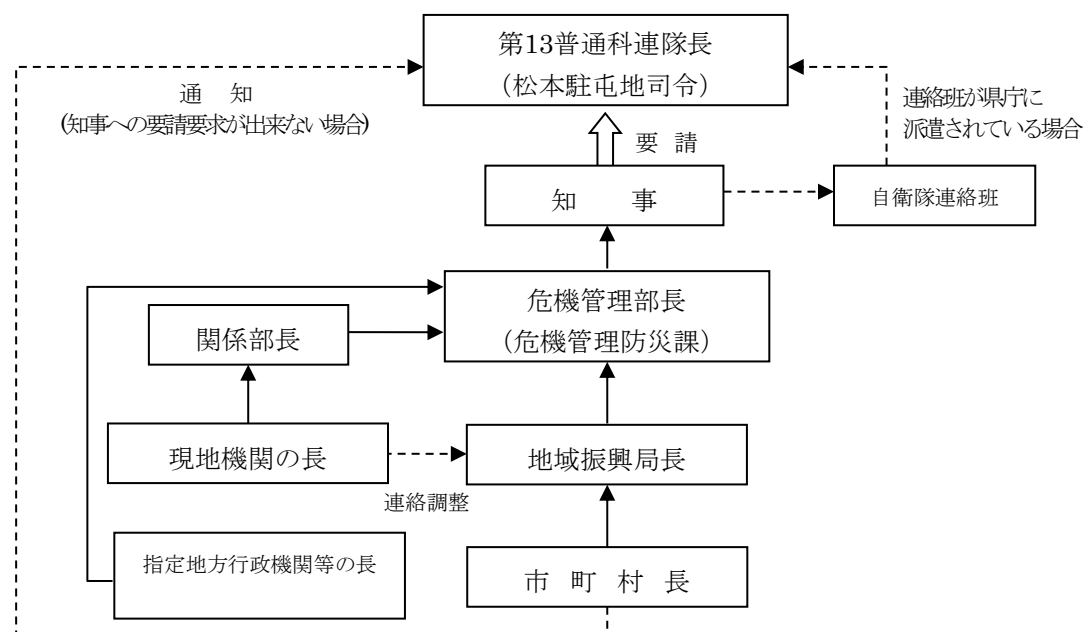 第13普通科連隊長
(松本駐屯地司令)
通 知
(知事への要請要求が出来ない場合)
連絡班が県庁に
派遣されている場合
要 請
知 事
自衛隊連絡班
危機管理部長
(危機管理防災課)
関係部長
現地機関の長
地域振興局長
連絡調整
指定地方行政機関等の長
市 町 村 長